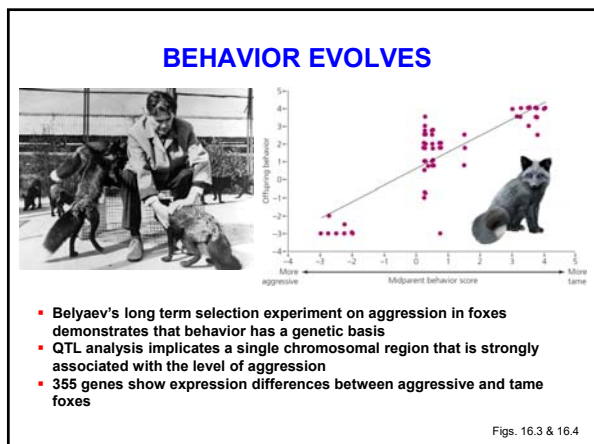 BEHAVIOR EVOLVES
Offspring behavior
5
4
3
2
1
0
−1
−2
−3
−4
−4 −3 −2 −1 0 1 2 3 4 5
More aggressive
Midparent behavior score
More tame
Belyaev's long term selection experiment on aggression in foxes
demonstrates that behavior has a genetic basis
QTL analysis implicates a single chromosomal region that is strongly
associated with the level of aggression
355 genes show expression differences between aggressive and tame
foxes
Figs. 16.3 & 16.4